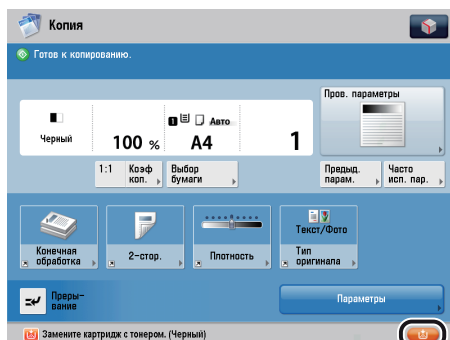 Копия
Готов к копированию.
Пров. параметры
Черный
100 %
Авто
A4
1
1:1
Коэф
коп.
Выбор
бумаги
Предыд.
парам.
Часто
исп. пар.
Конечная
обработка
2-стор.
Плотность
Текст/Фото
Тип
оригинала
Преры-
вание
Параметры
Замените картридж с тонером. (Черный)